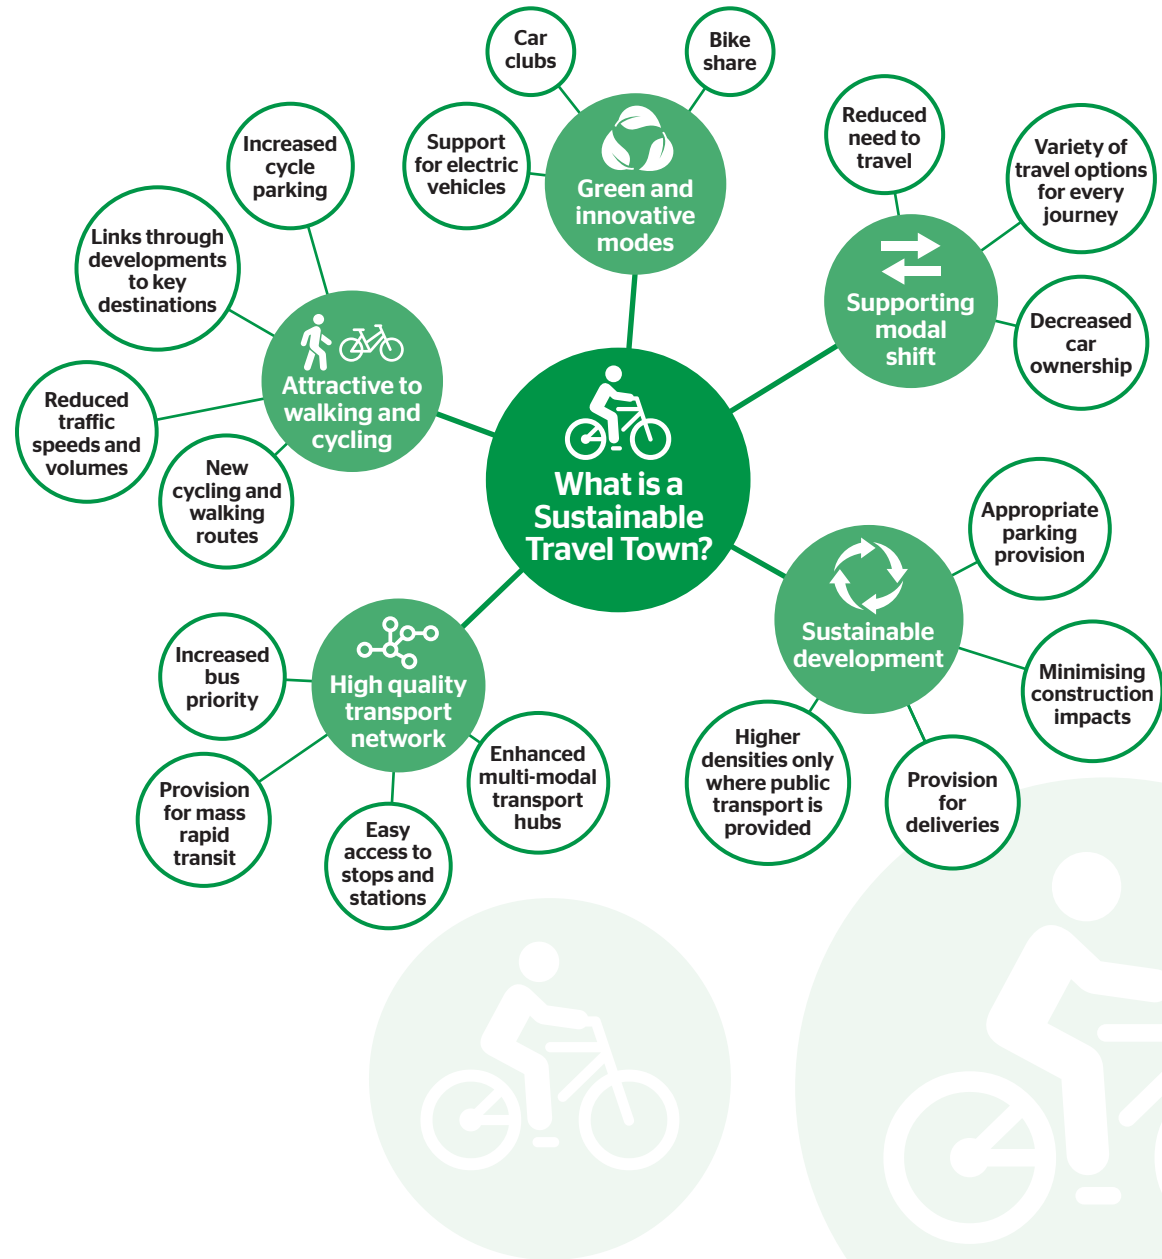 What is a
Sustainable
Travel Town?
Green and
innovative
modes
Car
clubs
Bike
share
Support
for electric
vehicles
Supporting
modal
shift
Reduced
need to
travel
Variety of
travel options
for every
journey
Decreased
car
ownership
Sustainable
development
Appropriate
parking
provision
Minimising
construction
impacts
Provision
for
deliveries
Higher
densities only
where public
transport is
provided
High quality
transport
network
Enhanced
multi-modal
transport
hubs
Easy
access to
stops and
stations
Provision
for mass
rapid
transit
Increased
bus
priority
Attractive to
walking and
cycling
New
cycling and
walking
routes
Reduced
traffic
speeds and
volumes
Links through
developments
to key
destinations
Increased
cycle
parking